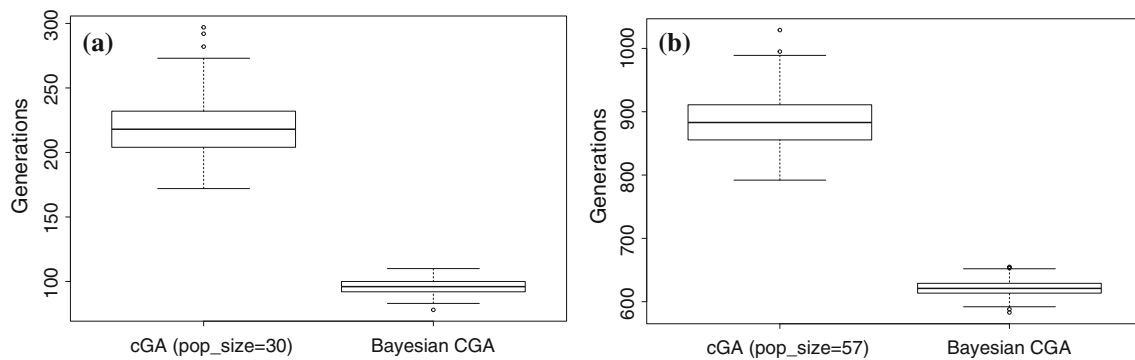 (a)
Generations
300
250
200
150
100
cGA (pop_size=30)
Bayesian CGA
(b)
Generations
1000
900
800
700
600
cGA (pop_size=57)
Bayesian CGA